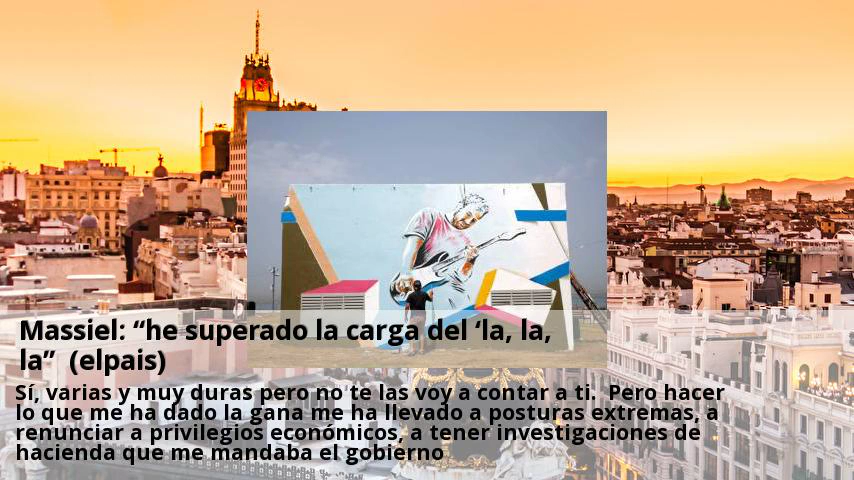 Massiel: “he superado la carga del ‘la, la,
la” (elpais)
Sí, varias y muy duras pero no te las voy a contar a ti. Pero hacer
lo que me ha dado la gana me ha llevado a posturas extremas, a
renunciar a privilegios económicos, a tener investigaciones de
hacienda que me mandaba el gobierno